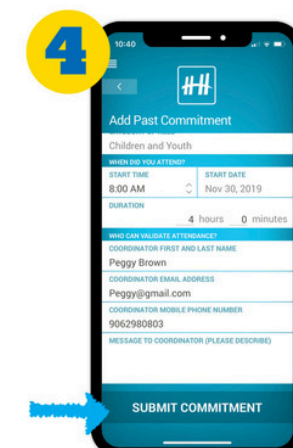 4
10:40
HH
Add Past Commitment
Children and Youth
WHEN DID YOU ATTEND?
START TIME START DATE
8:00 AM Nov 30, 2019
DURATION
4 hours 0 minutes
WHO CAN VALIDATE ATTENDANCE?
COORDINATOR FIRST AND LAST NAME
Peggy Brown
COORDINATOR EMAIL ADDRESS
Peggy@gmail.com
COORDINATOR MOBILE PHONE NUMBER
9062980803
MESSAGE TO COORDINATOR (PLEASE DESCRIBE)
SUBMIT COMMITMENT